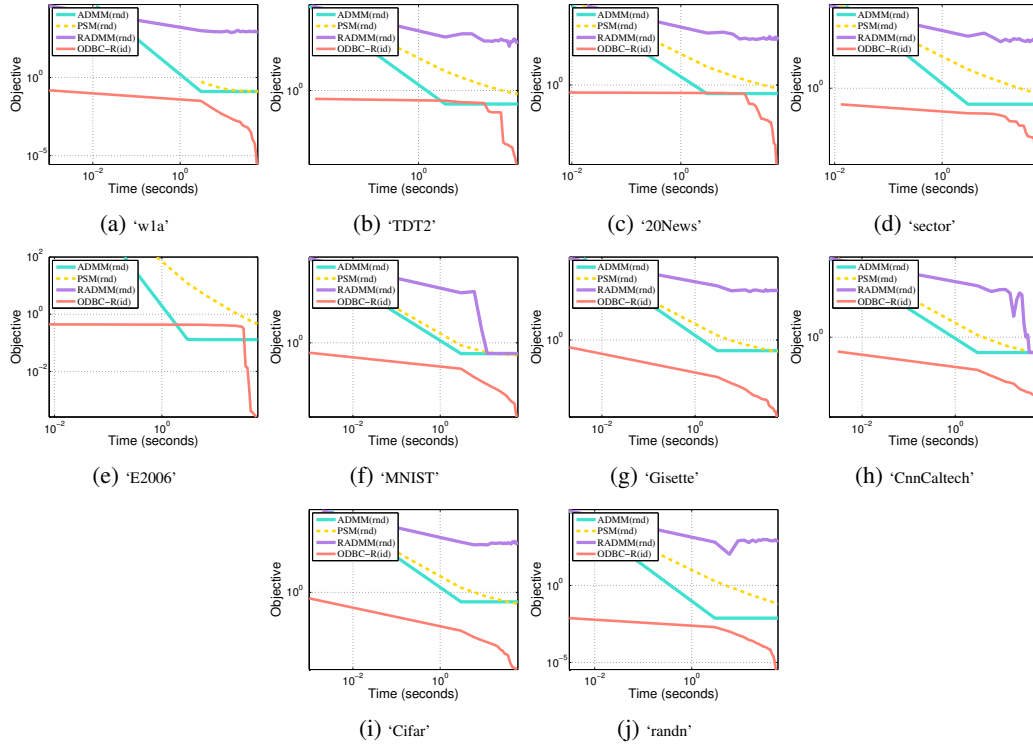 ADMM(rnd)
PSM(rnd)
RADMM(rnd)
ODBC−R(id)
Objective
10^0
10^−5
10^−2
10^0
Time (seconds)
(a) ‘w1a’
ADMM(rnd)
PSM(rnd)
RADMM(rnd)
ODBC−R(id)
Objective
10^0
10^0
Time (seconds)
(b) ‘TDT2’
ADMM(rnd)
PSM(rnd)
RADMM(rnd)
ODBC−R(id)
Objective
10^0
10^−2
10^0
Time (seconds)
(c) ‘20News’
ADMM(rnd)
PSM(rnd)
RADMM(rnd)
ODBC−R(id)
Objective
10^0
10^−2
10^0
Time (seconds)
(d) ‘sector’
10^2
ADMM(rnd)
PSM(rnd)
RADMM(rnd)
ODBC−R(id)
Objective
10^0
10^−2
10^−2
10^0
Time (seconds)
(e) ‘E2006’
ADMM(rnd)
PSM(rnd)
RADMM(rnd)
ODBC−R(id)
Objective
10^0
10^−2
10^0
Time (seconds)
(f) ‘MNIST’
ADMM(rnd)
PSM(rnd)
RADMM(rnd)
ODBC−R(id)
Objective
10^0
10^−2
10^0
Time (seconds)
(g) ‘Gisette’
ADMM(rnd)
PSM(rnd)
RADMM(rnd)
ODBC−R(id)
Objective
10^0
10^−2
10^0
Time (seconds)
(h) ‘CnnCaltech’
ADMM(rnd)
PSM(rnd)
RADMM(rnd)
ODBC−R(id)
Objective
10^0
10^−2
10^0
Time (seconds)
(i) ‘Cifar’
ADMM(rnd)
PSM(rnd)
RADMM(rnd)
ODBC−R(id)
Objective
10^0
10^−5
10^−2
10^0
Time (seconds)
(j) ‘randn’